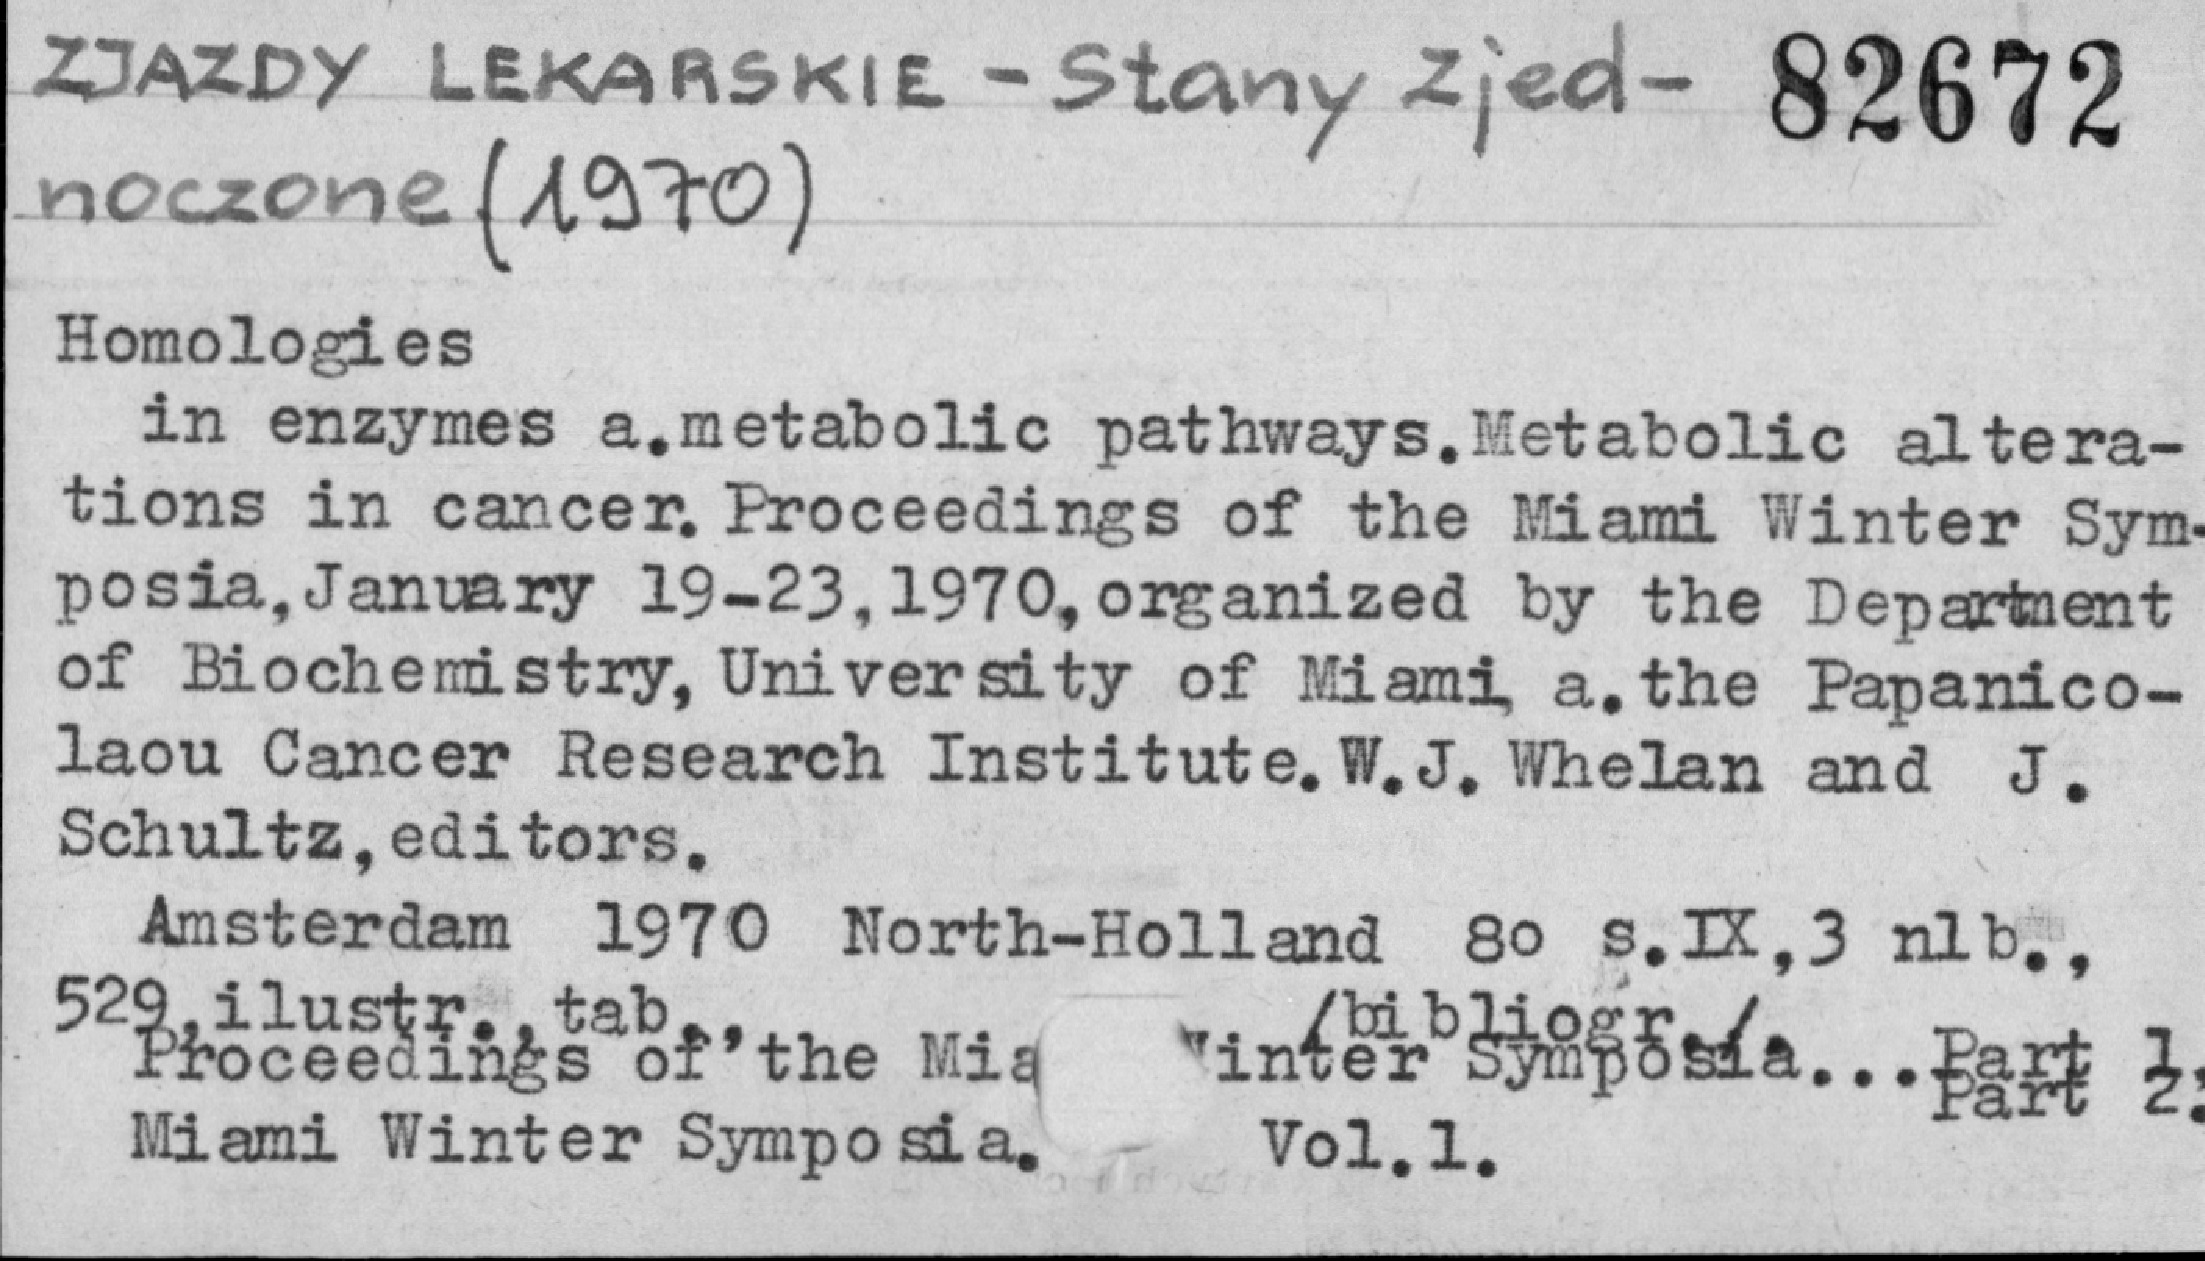 ZJAZDY LEKARSKIE - Stany Zjed- 82672
noczone (1970)
Homologies
in enzymes a.metabolic pathways.Metabolic altera-
tions in cancer. Proceedings of the Miami Winter Sym-
posia,January 19-23,1970,organized by the Department
of Biochemistry,University of Miami, a.the Papanico-
laou Cancer Research Institute.W.J.Whelan and J.
Schultz,editors.
Amsterdam 1970 North-Holland 8o s.IX,3 nlb.,
529,ilustr.,tab., /bibliogr./.
Proceedings of the Mia inter Symposia...Part 1.
Part 2.
Miami Winter Symposia. Vol.1.